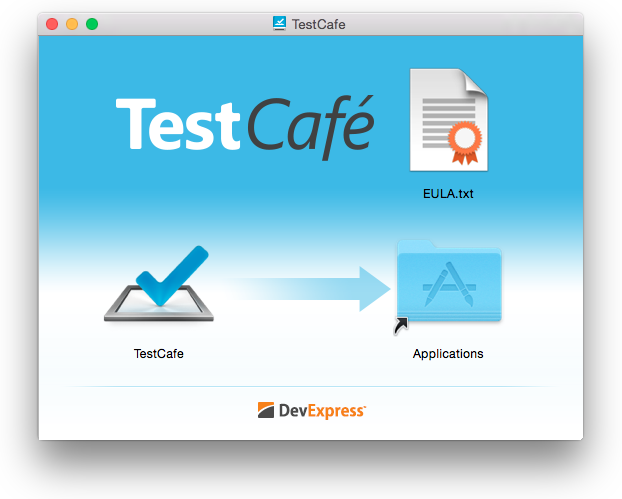 TestCafe
TestCafé
EULA.txt
TestCafe
Applications
DevExpress